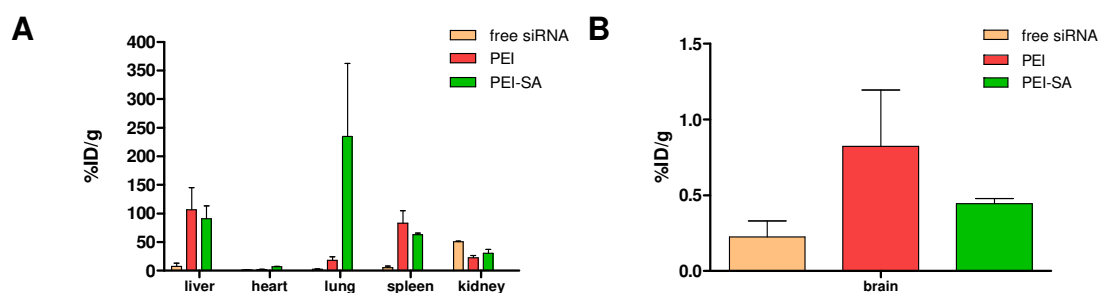 A
%ID/g
400
350
300
250
200
150
100
50
0
liver heart lung spleen kidney
free siRNA
PEI
PEI-SA
B
%ID/g
1.5
1.0
0.5
0.0
brain
free siRNA
PEI
PEI-SA